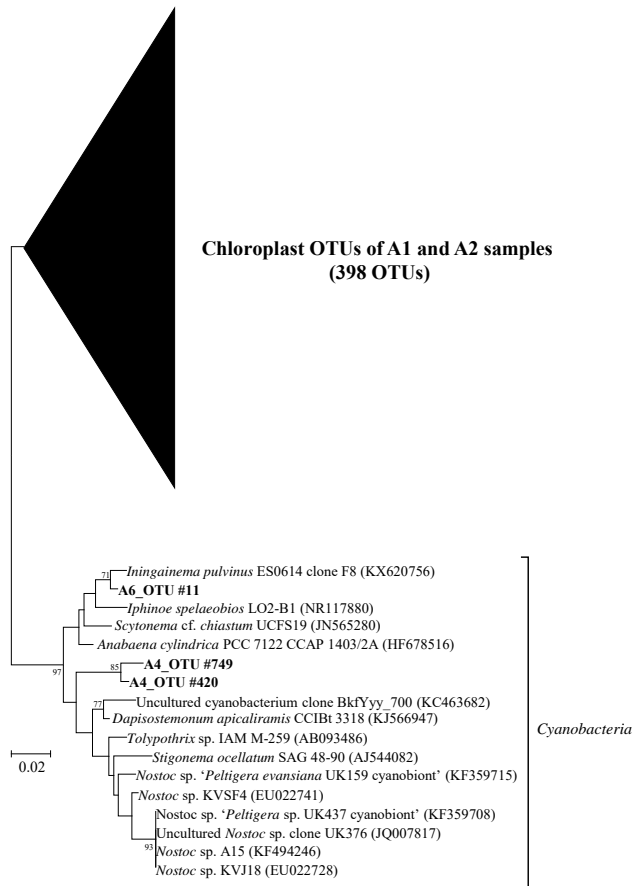 Chloroplast OTUs of A1 and A2 samples
(398 OTUs)
71
Iningainema pulvinus ES0614 clone F8 (KX620756)
A6_OTU #11
Iphinoe spelaeobios LO2-B1 (NR117880)
Scytonema cf. chiastum UCFS19 (JN565280)
Anabaena cylindrica PCC 7122 CCAP 1403/2A (HF678516)
97
85
A4_OTU #749
A4_OTU #420
77
Uncultured cyanobacterium clone BkfYyy_700 (KC463682)
Dapisostemonum apicaliramis CCIBt 3318 (KJ566947)
Cyanobacteria
Tolypothrix sp. IAM M-259 (AB093486)
Stigonema ocellatum SAG 48-90 (AJ544082)
0.02
Nostoc sp. ‘Peltigera evansiana UK159 cyanobiont’ (KF359715)
Nostoc sp. KVSF4 (EU022741)
Nostoc sp. ‘Peltigera sp. UK437 cyanobiont’ (KF359708)
Uncultured Nostoc sp. clone UK376 (JQ007817)
93
Nostoc sp. A15 (KF494246)
Nostoc sp. KVJ18 (EU022728)